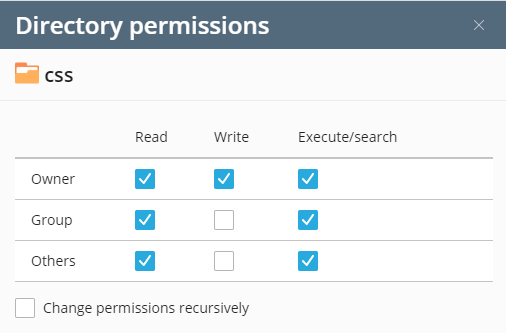 Directory permissions
css
Read Write Execute/search
Owner
Group
Others
Change permissions recursively